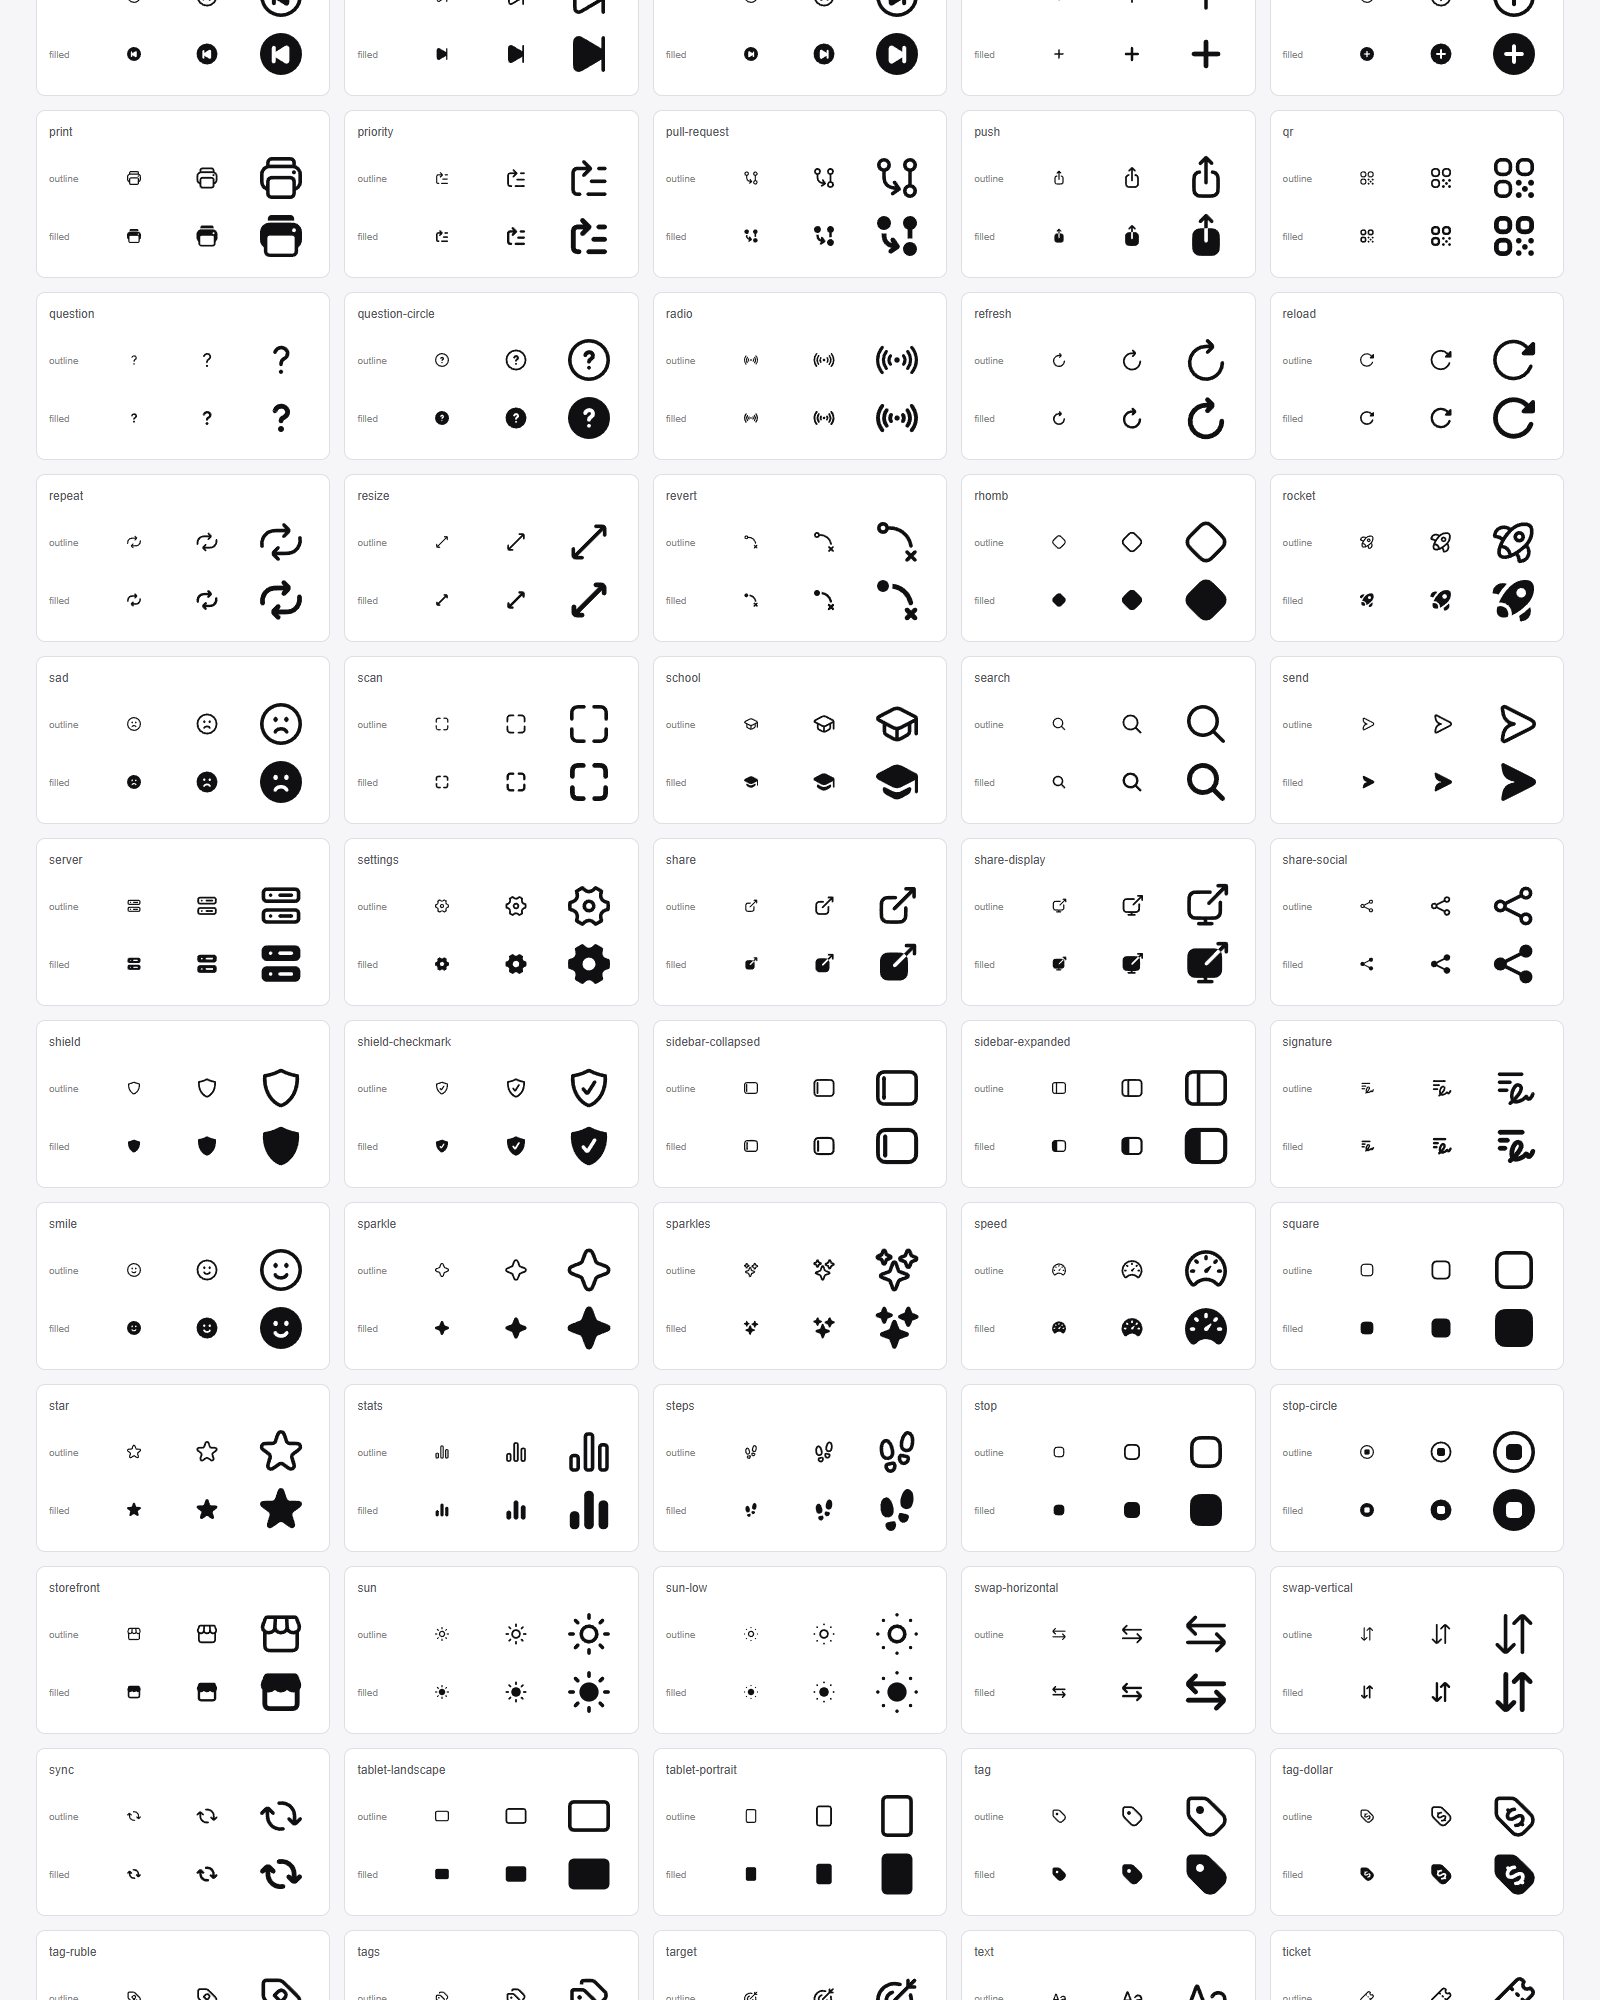 filled filled filled filled filled
print priority pull-request push qr
outline outline outline outline outline
filled filled filled filled filled
question question-circle radio refresh reload
outline outline outline outline outline
filled filled filled filled filled
repeat resize revert rhomb rocket
outline outline outline outline outline
filled filled filled filled filled
sad scan school search send
outline outline outline outline outline
filled filled filled filled filled
server settings share share-display share-social
outline outline outline outline outline
filled filled filled filled filled
shield shield-checkmark sidebar-collapsed sidebar-expanded signature
outline outline outline outline outline
filled filled filled filled filled
smile sparkle sparkles speed square
outline outline outline outline outline
filled filled filled filled filled
star stats steps stop stop-circle
outline outline outline outline outline
filled filled filled filled filled
storefront sun sun-low swap-horizontal swap-vertical
outline outline outline outline outline
filled filled filled filled filled
sync tablet-landscape tablet-portrait tag tag-dollar
outline outline outline outline outline
filled filled filled filled filled
tag-ruble tags target text ticket
outline outline outline outline Aa Aa Aa outline